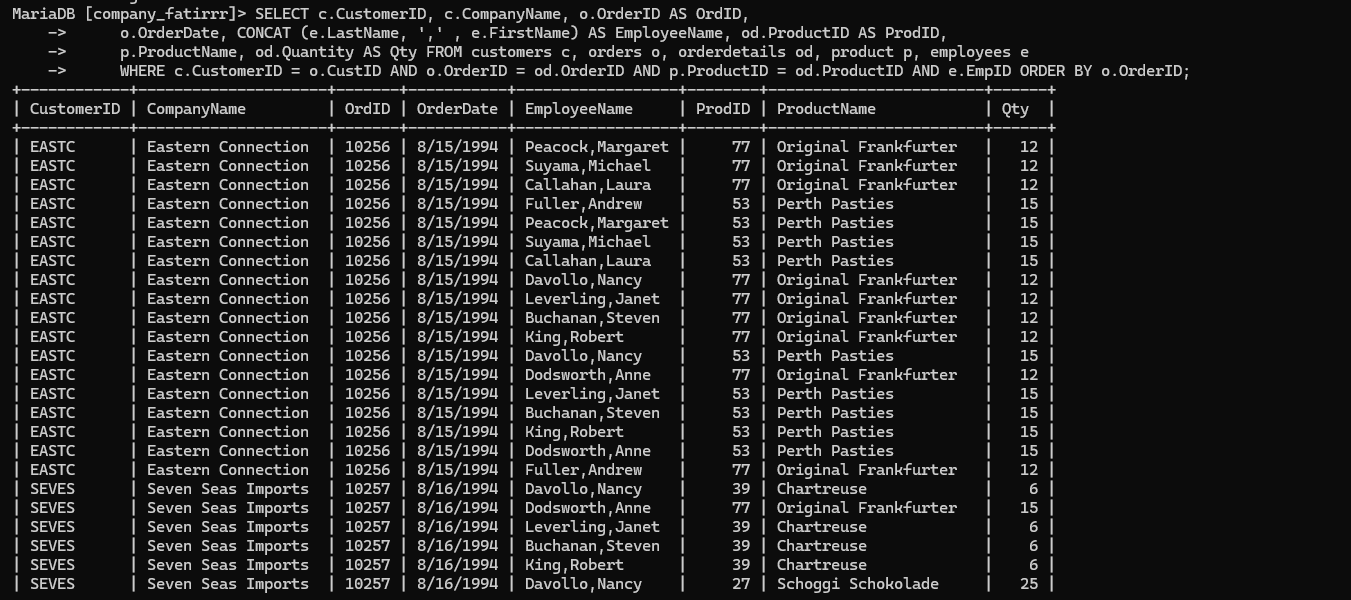 MariaDB [company_fatirrr]> SELECT c.CustomerID, c.CompanyName, o.OrderID AS OrdID,
    ->      o.OrderDate, CONCAT (e.LastName, ',' , e.FirstName) AS EmployeeName, od.ProductID AS ProdID,
    ->      p.ProductName, od.Quantity AS Qty FROM customers c, orders o, orderdetails od, product p, employees e
    ->      WHERE c.CustomerID = o.CustID AND o.OrderID = od.OrderID AND p.ProductID = od.ProductID AND e.EmpID ORDER BY o.OrderID;
+------------+---------------------+-------+-----------+------------------+--------+------------------------+------+
| CustomerID | CompanyName         | OrdID | OrderDate | EmployeeName     | ProdID | ProductName            | Qty  |
+------------+---------------------+-------+-----------+------------------+--------+------------------------+------+
| EASTC      | Eastern Connection  | 10256 | 8/15/1994 | Peacock,Margaret |     77 | Original Frankfurter   |   12 |
| EASTC      | Eastern Connection  | 10256 | 8/15/1994 | Suyama,Michael   |     77 | Original Frankfurter   |   12 |
| EASTC      | Eastern Connection  | 10256 | 8/15/1994 | Callahan,Laura   |     77 | Original Frankfurter   |   12 |
| EASTC      | Eastern Connection  | 10256 | 8/15/1994 | Fuller,Andrew    |     53 | Perth Pasties          |   15 |
| EASTC      | Eastern Connection  | 10256 | 8/15/1994 | Peacock,Margaret |     53 | Perth Pasties          |   15 |
| EASTC      | Eastern Connection  | 10256 | 8/15/1994 | Suyama,Michael   |     53 | Perth Pasties          |   15 |
| EASTC      | Eastern Connection  | 10256 | 8/15/1994 | Callahan,Laura   |     53 | Perth Pasties          |   15 |
| EASTC      | Eastern Connection  | 10256 | 8/15/1994 | Davollo,Nancy    |     77 | Original Frankfurter   |   12 |
| EASTC      | Eastern Connection  | 10256 | 8/15/1994 | Leverling,Janet  |     77 | Original Frankfurter   |   12 |
| EASTC      | Eastern Connection  | 10256 | 8/15/1994 | Buchanan,Steven  |     77 | Original Frankfurter   |   12 |
| EASTC      | Eastern Connection  | 10256 | 8/15/1994 | King,Robert      |     77 | Original Frankfurter   |   12 |
| EASTC      | Eastern Connection  | 10256 | 8/15/1994 | Davollo,Nancy    |     53 | Perth Pasties          |   15 |
| EASTC      | Eastern Connection  | 10256 | 8/15/1994 | Dodsworth,Anne   |     77 | Original Frankfurter   |   12 |
| EASTC      | Eastern Connection  | 10256 | 8/15/1994 | Leverling,Janet  |     53 | Perth Pasties          |   15 |
| EASTC      | Eastern Connection  | 10256 | 8/15/1994 | Buchanan,Steven  |     53 | Perth Pasties          |   15 |
| EASTC      | Eastern Connection  | 10256 | 8/15/1994 | King,Robert      |     53 | Perth Pasties          |   15 |
| EASTC      | Eastern Connection  | 10256 | 8/15/1994 | Dodsworth,Anne   |     53 | Perth Pasties          |   15 |
| EASTC      | Eastern Connection  | 10256 | 8/15/1994 | Fuller,Andrew    |     77 | Original Frankfurter   |   12 |
| SEVES      | Seven Seas Imports  | 10257 | 8/16/1994 | Davollo,Nancy    |     39 | Chartreuse             |    6 |
| SEVES      | Seven Seas Imports  | 10257 | 8/16/1994 | Dodsworth,Anne   |     77 | Original Frankfurter   |   15 |
| SEVES      | Seven Seas Imports  | 10257 | 8/16/1994 | Leverling,Janet  |     39 | Chartreuse             |    6 |
| SEVES      | Seven Seas Imports  | 10257 | 8/16/1994 | Buchanan,Steven  |     39 | Chartreuse             |    6 |
| SEVES      | Seven Seas Imports  | 10257 | 8/16/1994 | King,Robert      |     39 | Chartreuse             |    6 |
| SEVES      | Seven Seas Imports  | 10257 | 8/16/1994 | Davollo,Nancy    |     27 | Schoggi Schokolade     |   25 |